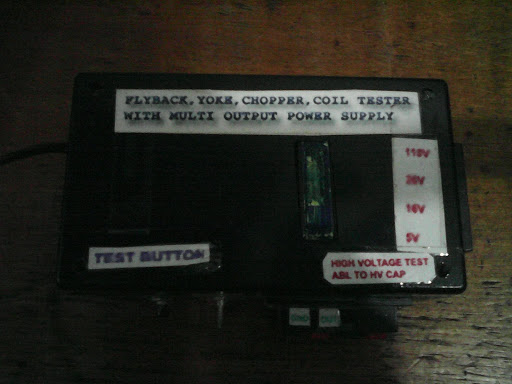 FLYBACK, YOKE, CHOPPER, COIL TESTER
WITH MULTI OUTPUT POWER SUPPLY
110V
26V
16V
5V
TEST BUTTON
HIGH VOLTAGE TEST
ABL TO HV CAP
GND OUT